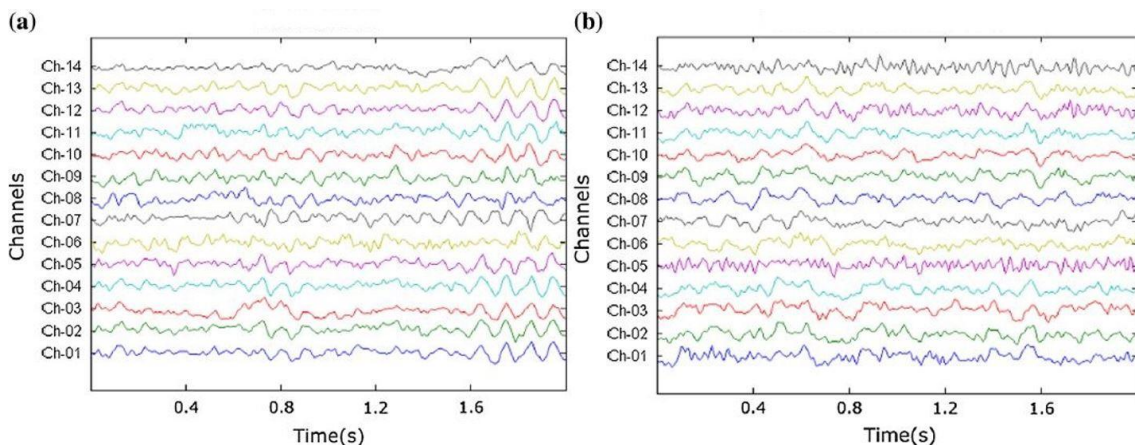 (a)
Ch-14
Ch-13
Ch-12
Ch-11
Ch-10
Ch-09
Ch-08
Ch-07
Ch-06
Ch-05
Ch-04
Ch-03
Ch-02
Ch-01
Channels
0.4 0.8 1.2 1.6
Time(s)
(b)
Ch-14
Ch-13
Ch-12
Ch-11
Ch-10
Ch-09
Ch-08
Ch-07
Ch-06
Ch-05
Ch-04
Ch-03
Ch-02
Ch-01
Channels
0.4 0.8 1.2 1.6
Time(s)